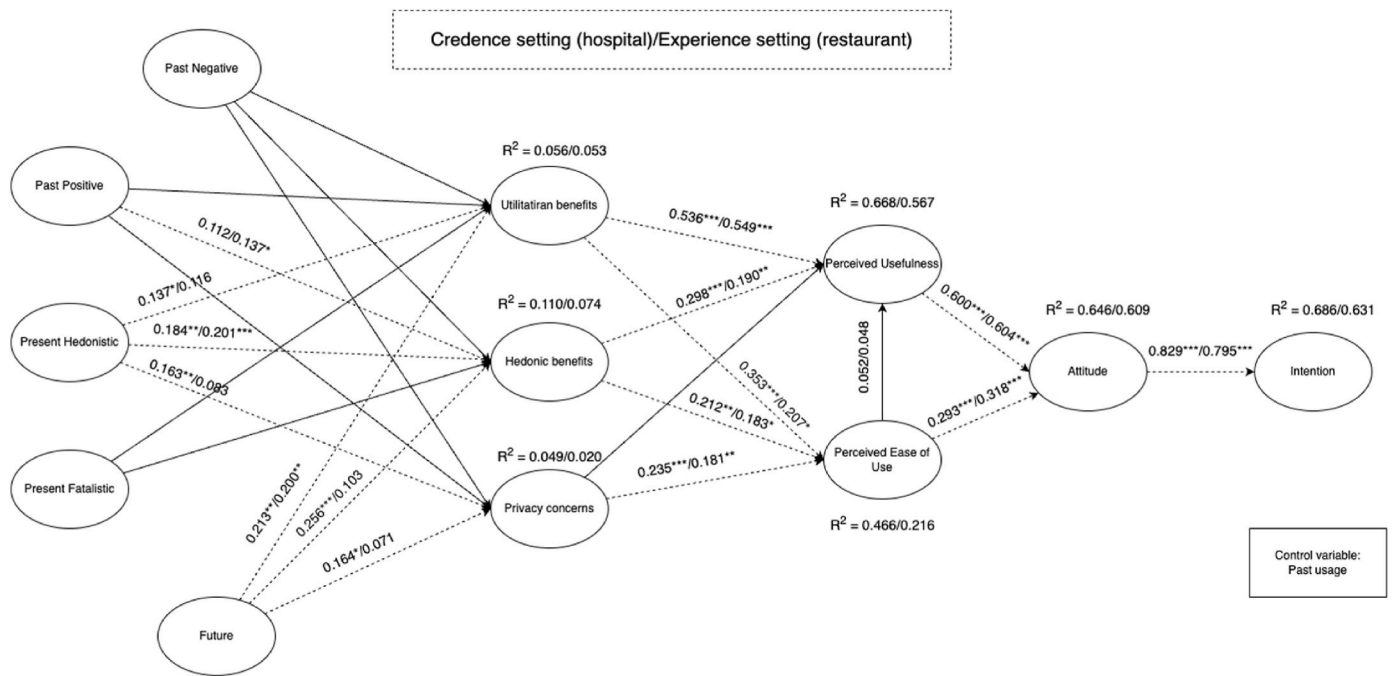 Credence setting (hospital)/Experience setting (restaurant)
Past Negative
Past Positive
Present Hedonistic
Present Fatalistic
Future
0.112/0.137*
0.137*/0.116
0.184**/0.201***
0.163**/0.083
0.213**/0.200**
0.256***/0.103
0.164*/0.071
R² = 0.056/0.053
Utilitatiran benefits
R² = 0.110/0.074
Hedonic benefits
R² = 0.049/0.020
Privacy concerns
0.536***/0.549***
0.298***/0.190**
0.353***/0.207*
0.212**/0.183*
0.235***/0.181**
R² = 0.668/0.567
Perceived Usefulness
0.052/0.048
Perceived Ease of
Use
R² = 0.466/0.216
0.600***/0.604***
0.293***/0.318***
R² = 0.646/0.609
Attitude
0.829***/0.795***
R² = 0.686/0.631
Intention
Control variable:
Past usage